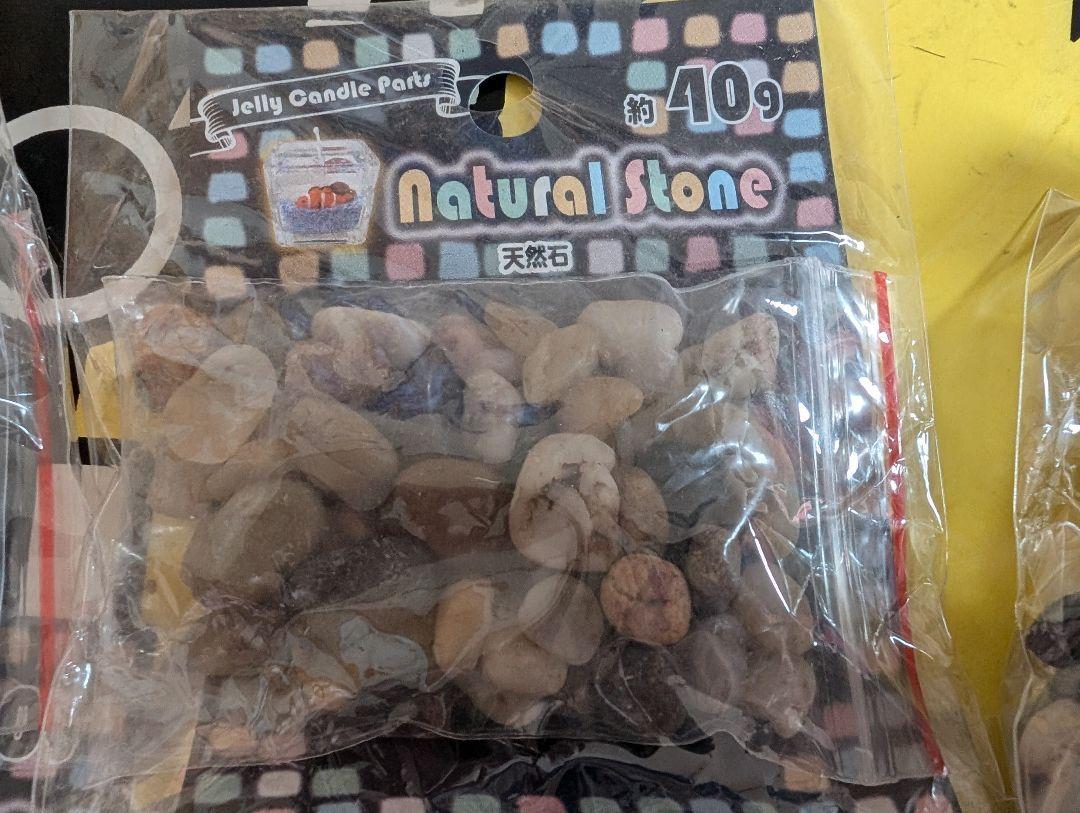 Jelly Candle Parts
約 40g
Natural Stone
天然石